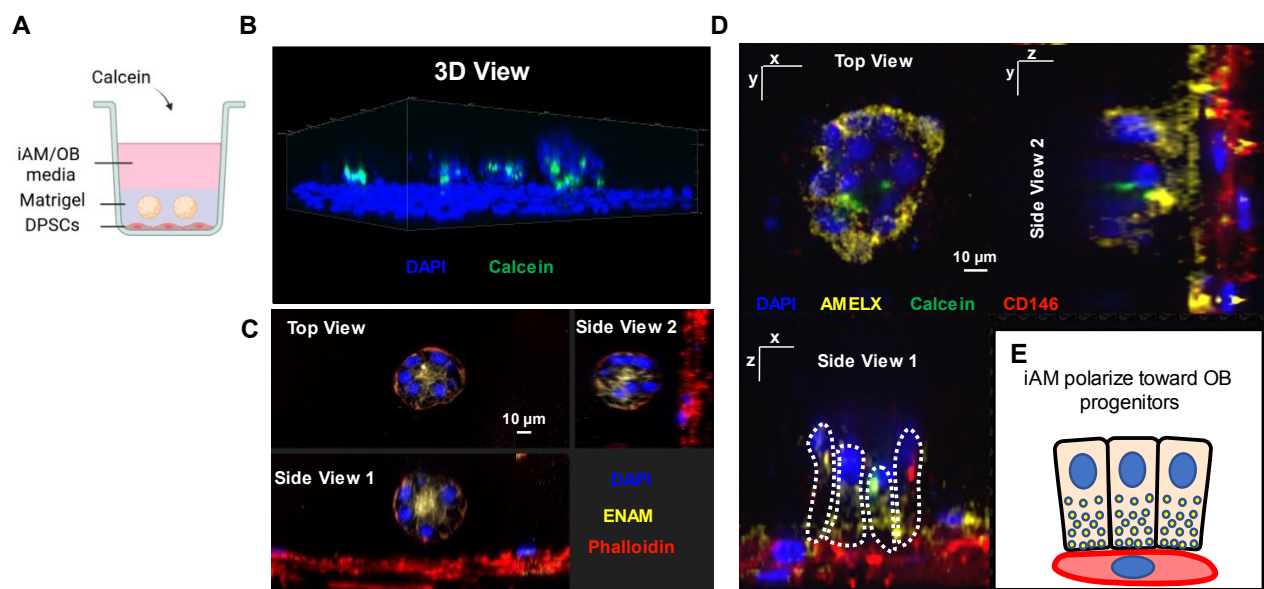 A
Calcein
iAM/OB
media
Matrigel
DPSCs
B
3D View
DAPI
Calcein
C
Top View
Side View 2
10 µm
Side View 1
DAPI
ENAM
Phalloidin
D
x
y
Top View
z
y
Side View 2
10 µm
DAPI
AMELX
Calcein
CD146
x
z
Side View 1
E
iAM polarize toward OB
progenitors